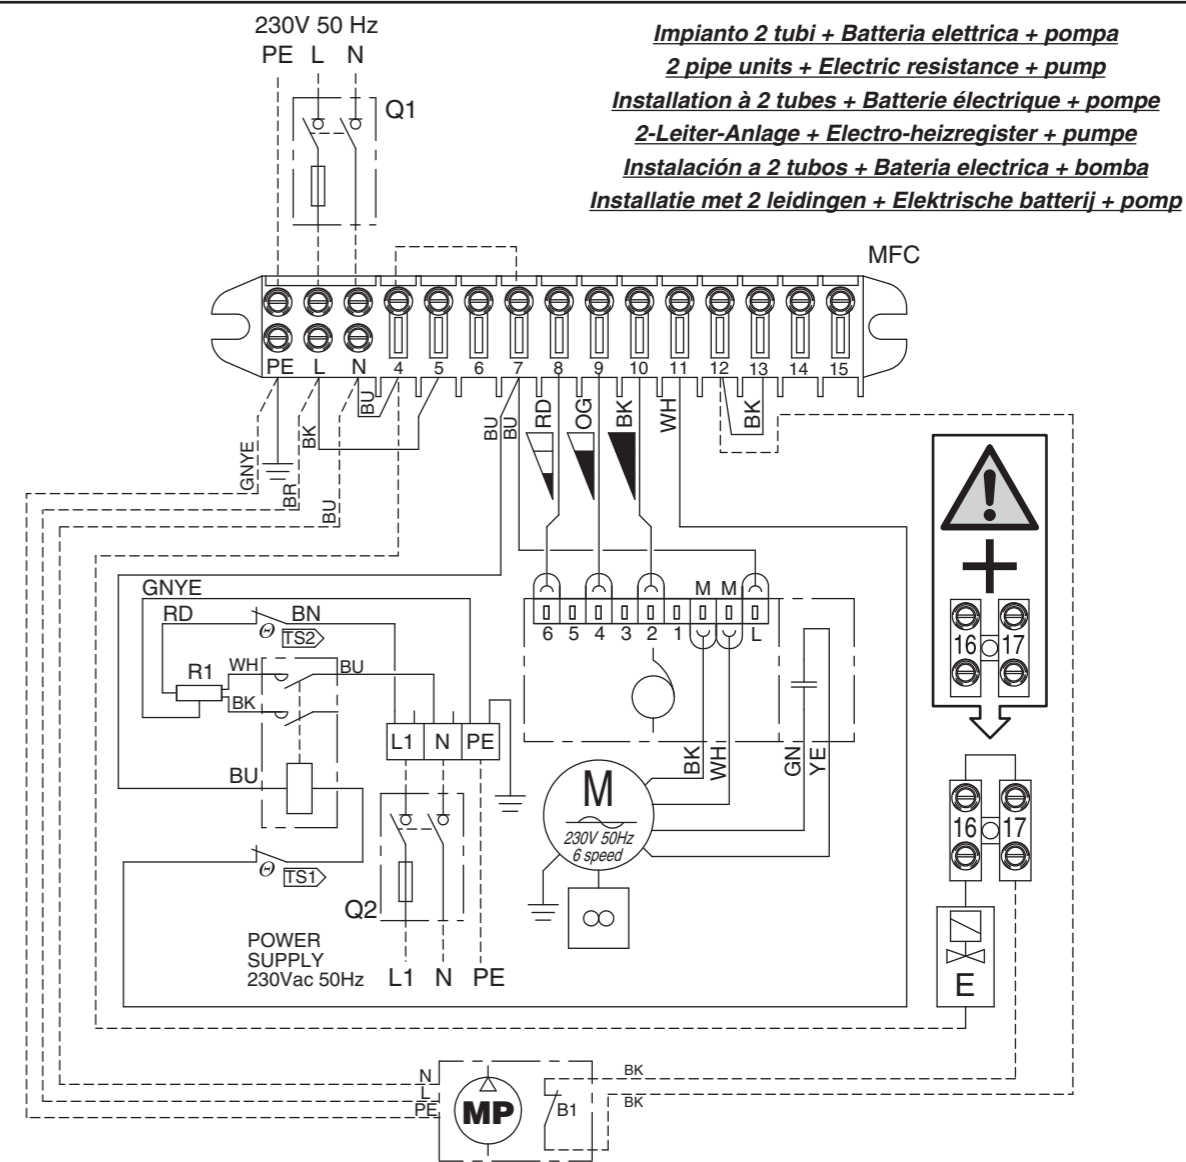 230V 50 Hz
PE L N
Q1
Impianto 2 tubi + Batteria elettrica + pompa
2 pipe units + Electric resistance + pump
Installation à 2 tubes + Batterie électrique + pompe
2-Leiter-Anlage + Electro-heizregister + pumpe
Instalación a 2 tubos + Bateria electrica + bomba
Installatie met 2 leidingen + Elektrische batterij + pomp
MFC
PE L N 4 5 6 7 8 9 10 11 12 13 14 15
GNYE
BR
BK
BU
BU
BU
BU
RD
OG
BK
WH
BK
GNYE
RD
BN
TS2
R1
WH
BU
BK
BU
TS1
L1 N PE
Q2
POWER
SUPPLY
230Vac 50Hz
L1 N PE
M M
6 5 4 3 2 1 L
BK
WH
GN
YE
M
230V 50Hz
6 speed
!
+
16 17
16 17
E
N
L
PE
MP
B1
BK
BK